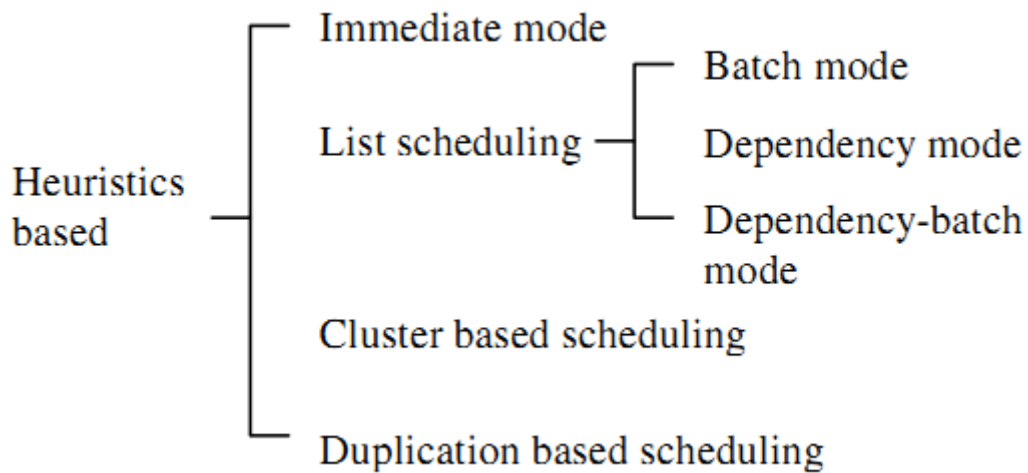 Immediate mode
Batch mode
List scheduling
Dependency mode
Heuristics
based
Dependency-batch
mode
Cluster based scheduling
Duplication based scheduling